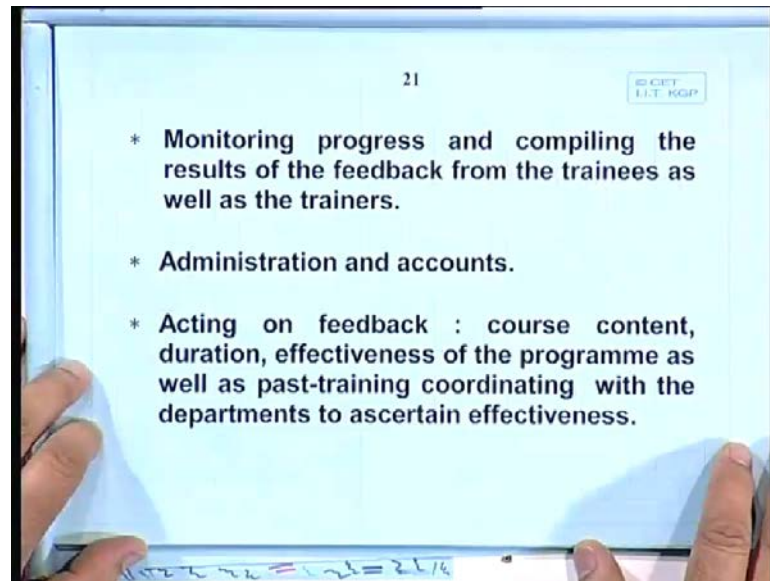 21
© CET
I.I.T. KGP
* Monitoring progress and compiling the
results of the feedback from the trainees as
well as the trainers.
* Administration and accounts.
* Acting on feedback : course content,
duration, effectiveness of the programme as
well as past-training coordinating with the
departments to ascertain effectiveness.